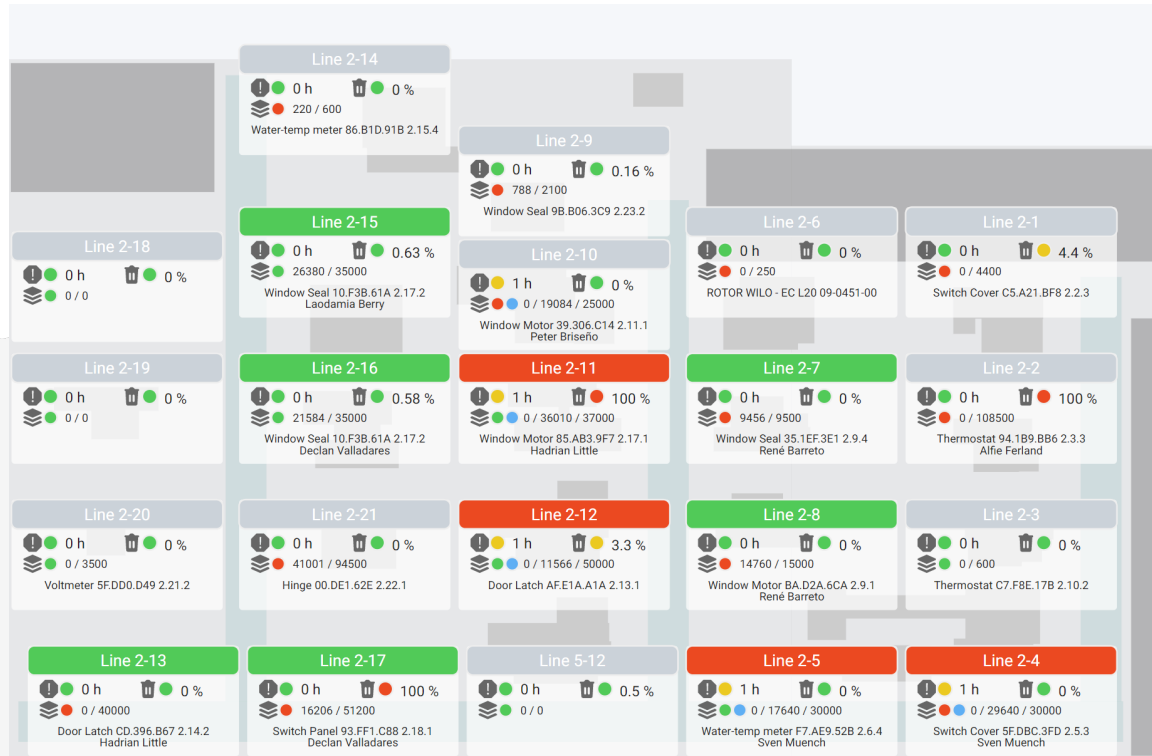 Line 2-14
0 h 0 %
220 / 600
Water-temp meter 86.B1D.91B 2.15.4
Line 2-9
0 h 0.16 %
788 / 2100
Window Seal 9B.B06.3C9 2.23.2
Line 2-15
0 h 0.63 %
26380 / 35000
Window Seal 10.F3B.61A 2.17.2
Laodamia Berry
Line 2-6
0 h 0 %
0 / 250
ROTOR WILO - EC L20 09-0451-00
Line 2-1
0 h 4.4 %
0 / 4400
Switch Cover C5.A21.BF8 2.2.3
Line 2-18
0 h 0 %
0 / 0
Line 2-10
1 h 0 %
0 / 19084 / 25000
Window Motor 39.306.C14 2.11.1
Peter Briseño
Line 2-19
0 h 0 %
0 / 0
Line 2-16
0 h 0.58 %
21584 / 35000
Window Seal 10.F3B.61A 2.17.2
Declan Valladares
Line 2-11
1 h 100 %
0 / 36010 / 37000
Window Motor 85.AB3.9F7 2.17.1
Hadrian Little
Line 2-7
0 h 0 %
9456 / 9500
Window Seal 35.1EF.3E1 2.9.4
René Barreto
Line 2-2
0 h 100 %
0 / 108500
Thermostat 94.1B9.BB6 2.3.3
Alfie Ferland
Line 2-20
0 h 0 %
0 / 3500
Voltmeter 5F.DD0.D49 2.21.2
Line 2-21
0 h 0 %
41001 / 94500
Hinge 00.DE1.62E 2.22.1
Line 2-12
1 h 3.3 %
0 / 11566 / 50000
Door Latch AF.E1A.A1A 2.13.1
Line 2-8
0 h 0 %
14760 / 15000
Window Motor BA.D2A.6CA 2.9.1
René Barreto
Line 2-3
0 h 0 %
0 / 600
Thermostat C7.F8E.17B 2.10.2
Line 2-13
0 h 0 %
0 / 40000
Door Latch CD.396.B67 2.14.2
Hadrian Little
Line 2-17
0 h 100 %
16206 / 51200
Switch Panel 93.FF1.C88 2.18.1
Declan Valladares
Line 5-12
0 h 0.5 %
0 / 0
Line 2-5
1 h 0 %
0 / 17640 / 30000
Water-temp meter F7.AE9.52B 2.6.4
Sven Muench
Line 2-4
1 h 0 %
0 / 29640 / 30000
Switch Cover 5F.DBC.3FD 2.5.3
Sven Muench